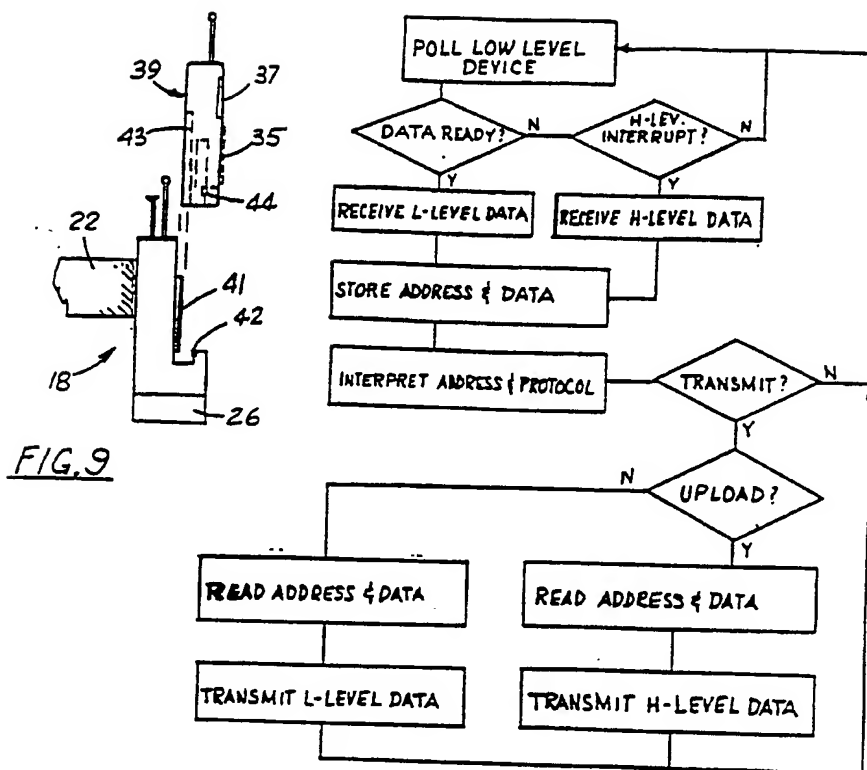 39
37
43
35
44
22
41
42
18
26
FIG. 9
POLL LOW LEVEL
DEVICE
DATA READY?
N
H-LEV.
INTERRUPT?
N
Y
Y
RECEIVE L-LEVEL DATA
RECEIVE H-LEVEL DATA
STORE ADDRESS & DATA
INTERPRET ADDRESS & PROTOCOL
TRANSMIT?
N
Y
N
UPLOAD?
Y
READ ADDRESS & DATA
READ ADDRESS & DATA
TRANSMIT L-LEVEL DATA
TRANSMIT H-LEVEL DATA